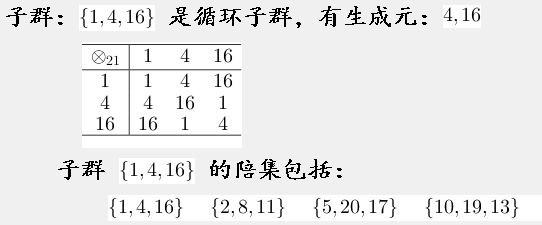 子群：{1,4,16} 是循环子群，有生成元：4,16
⊗₂₁ 1 4 16
1 1 4 16
4 4 16 1
16 16 1 4
子群 {1,4,16} 的陪集包括：
{1,4,16} {2,8,11} {5,20,17} {10,19,13}